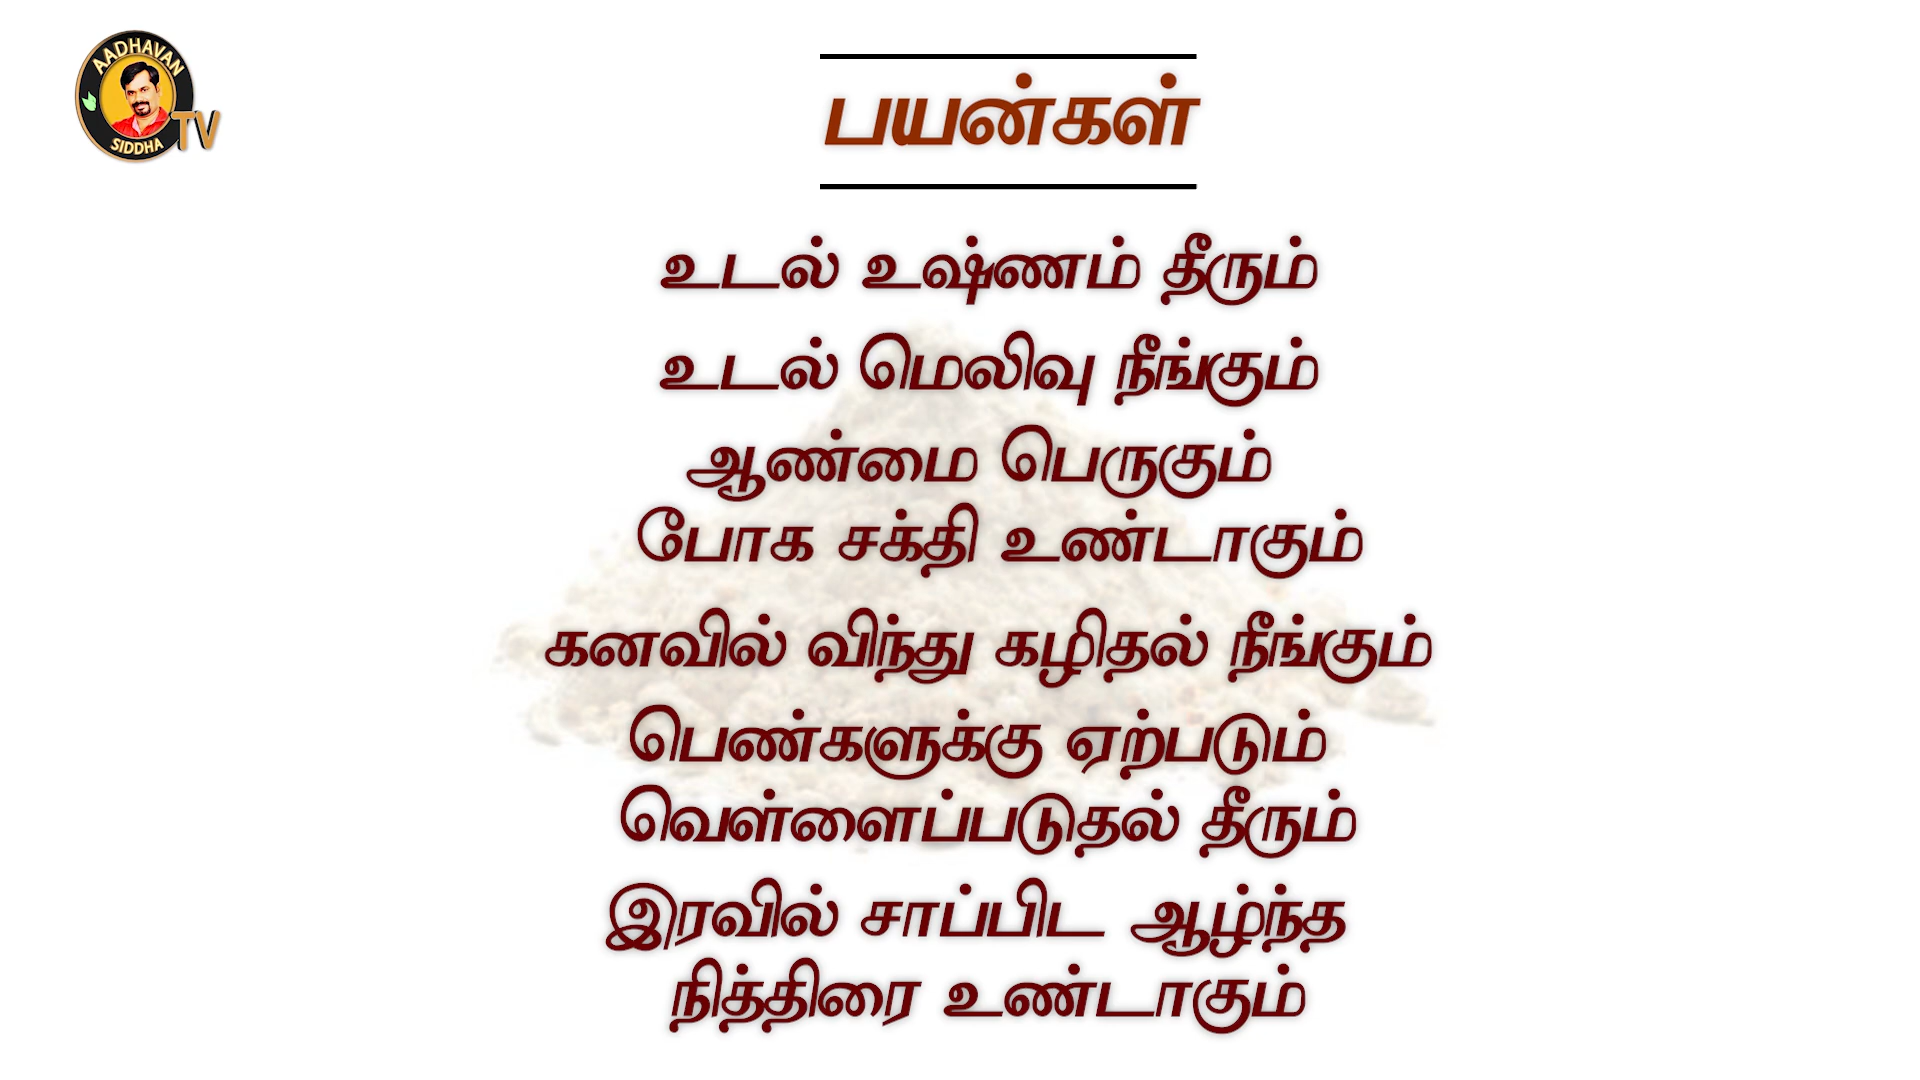 AADHAVAN
SIDDHA
TV
பயன்கள்
உடல் உஷ்ணம் தீரும்
உடல் மெலிவு நீங்கும்
ஆண்மை பெருகும்
போக சக்தி உண்டாகும்
கனவில் விந்து கழிதல் நீங்கும்
பெண்களுக்கு ஏற்படும்
வெள்ளைப்படுதல் தீரும்
இரவில் சாப்பிட ஆழ்ந்த
நித்திரை உண்டாகும்